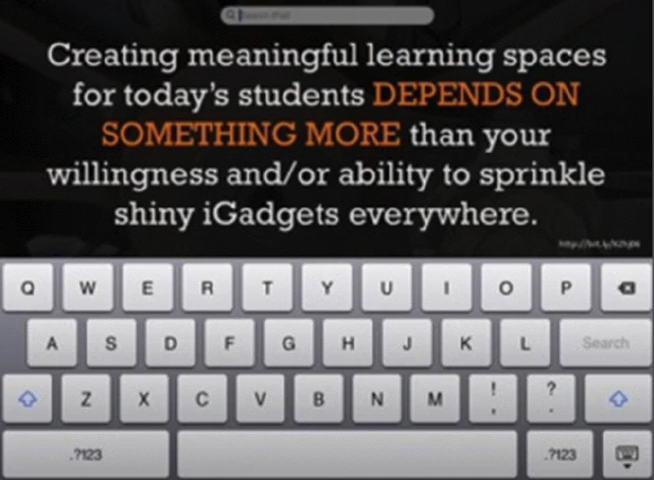 Creating meaningful learning spaces
for today's students DEPENDS ON
SOMETHING MORE than your
willingness and/or ability to sprinkle
shiny iGadgets everywhere.
Q W E R T Y U I O P
A S D F G H J K L Search
Z X C V B N M ! , ? .
.?123 .?123